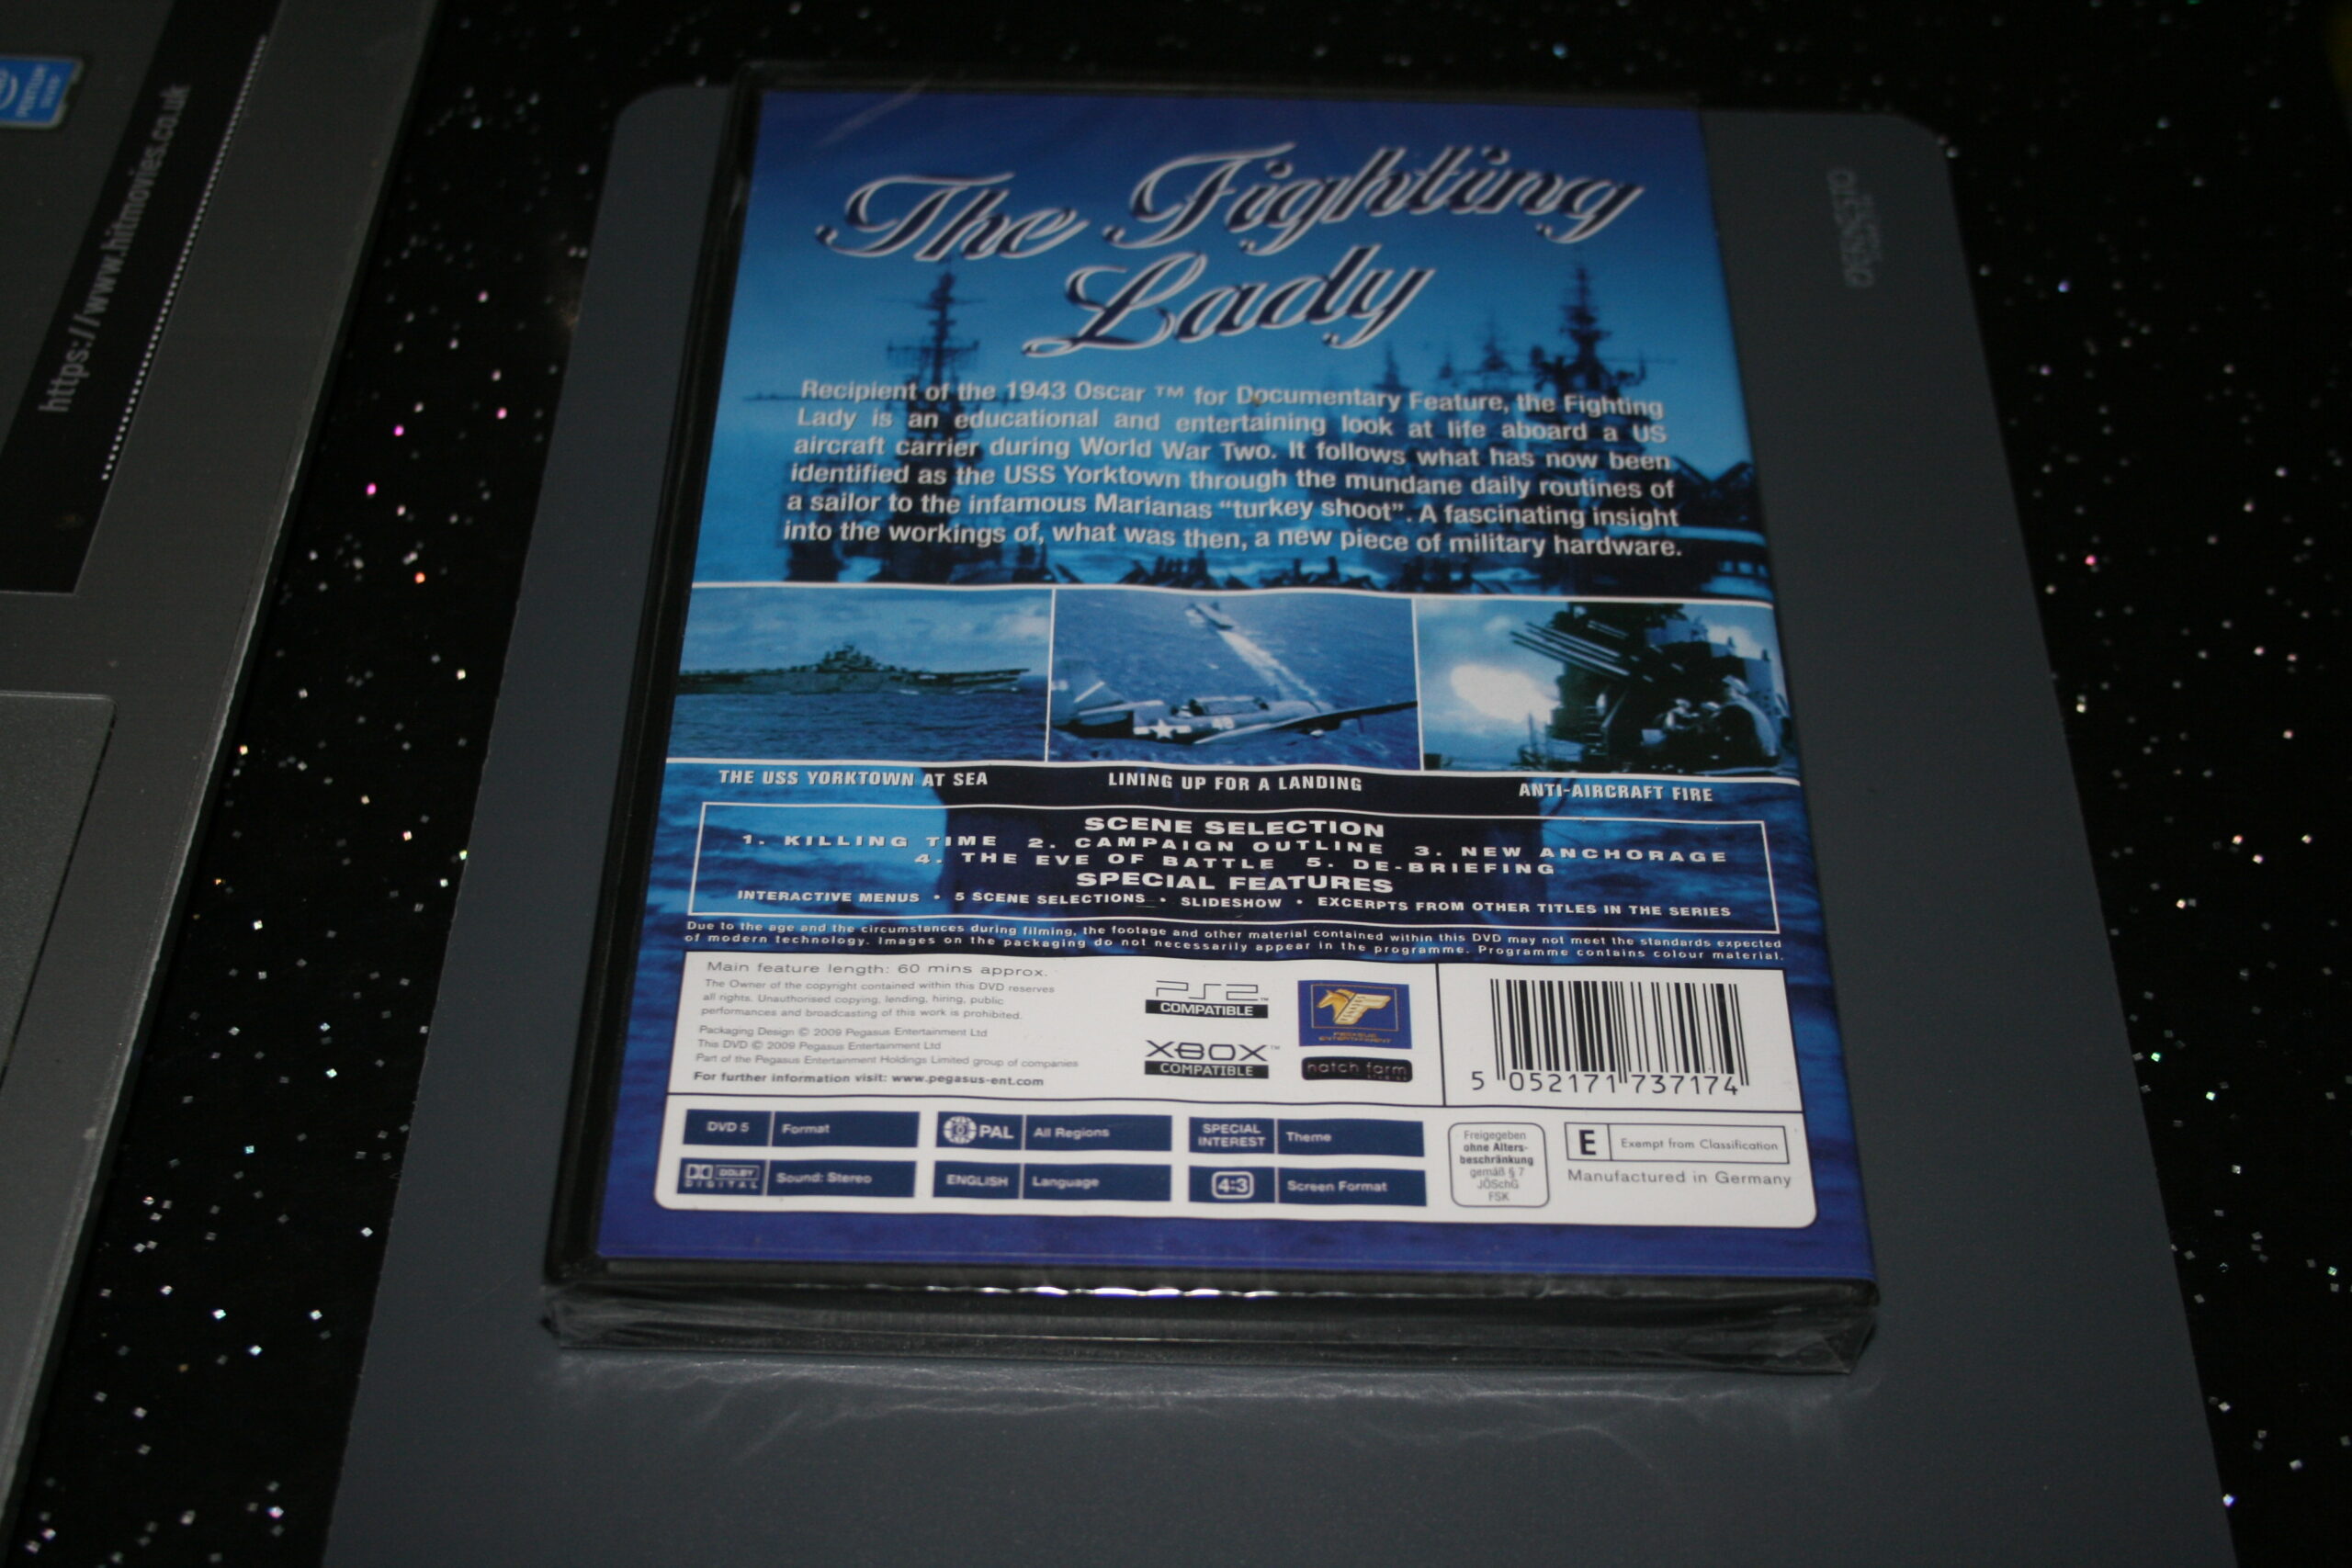 https://www.hitmovies.co.uk
The Fighting
Lady
Recipient of the 1943 Oscar ™ for Documentary Feature, the Fighting
Lady is an educational and entertaining look at life aboard a US
aircraft carrier during World War Two. It follows what has now been
identified as the USS Yorktown through the mundane daily routines of
a sailor to the infamous Marianas “turkey shoot”. A fascinating insight
into the workings of, what was then, a new piece of military hardware.
48
THE USS YORKTOWN AT SEA
LINING UP FOR A LANDING
ANTI-AIRCRAFT FIRE
SCENE SELECTION
1. KILLING TIME 2. CAMPAIGN OUTLINE 3. NEW ANCHORAGE
4. THE EVE OF BATTLE 5. DE-BRIEFING
SPECIAL FEATURES
INTERACTIVE MENUS • 5 SCENE SELECTIONS • SLIDESHOW • EXCERPTS FROM OTHER TITLES IN THE SERIES
Due to the age and the circumstances during filming, the footage and other material contained within this DVD may not meet the standards expected
of modern technology. Images on the packaging do not necessarily appear in the programme. Programme contains colour material.
Main feature length: 60 mins approx.
The Owner of the copyright contained within this DVD reserves
all rights. Unauthorised copying, lending, hiring, public
performances and broadcasting of this work is prohibited.
Packaging Design © 2009 Pegasus Entertainment Ltd
This DVD © 2009 Pegasus Entertainment Ltd
Part of the Pegasus Entertainment Holdings Limited group of companies
For further information visit: www.pegasus-ent.com
PS2™
COMPATIBLE
XBOX™
COMPATIBLE
PEGASUS
ENTERTAINMENT
notch farm
5 052171 737174
DVD 5 Format
PAL All Regions
SPECIAL INTEREST Theme
DOLBY DIGITAL Sound: Stereo
ENGLISH Language
4:3 Screen Format
Freigegeben
ohne Alters-
beschränkung
gemäß § 7
JÖSchG
FSK
E Exempt from Classification
Manufactured in Germany